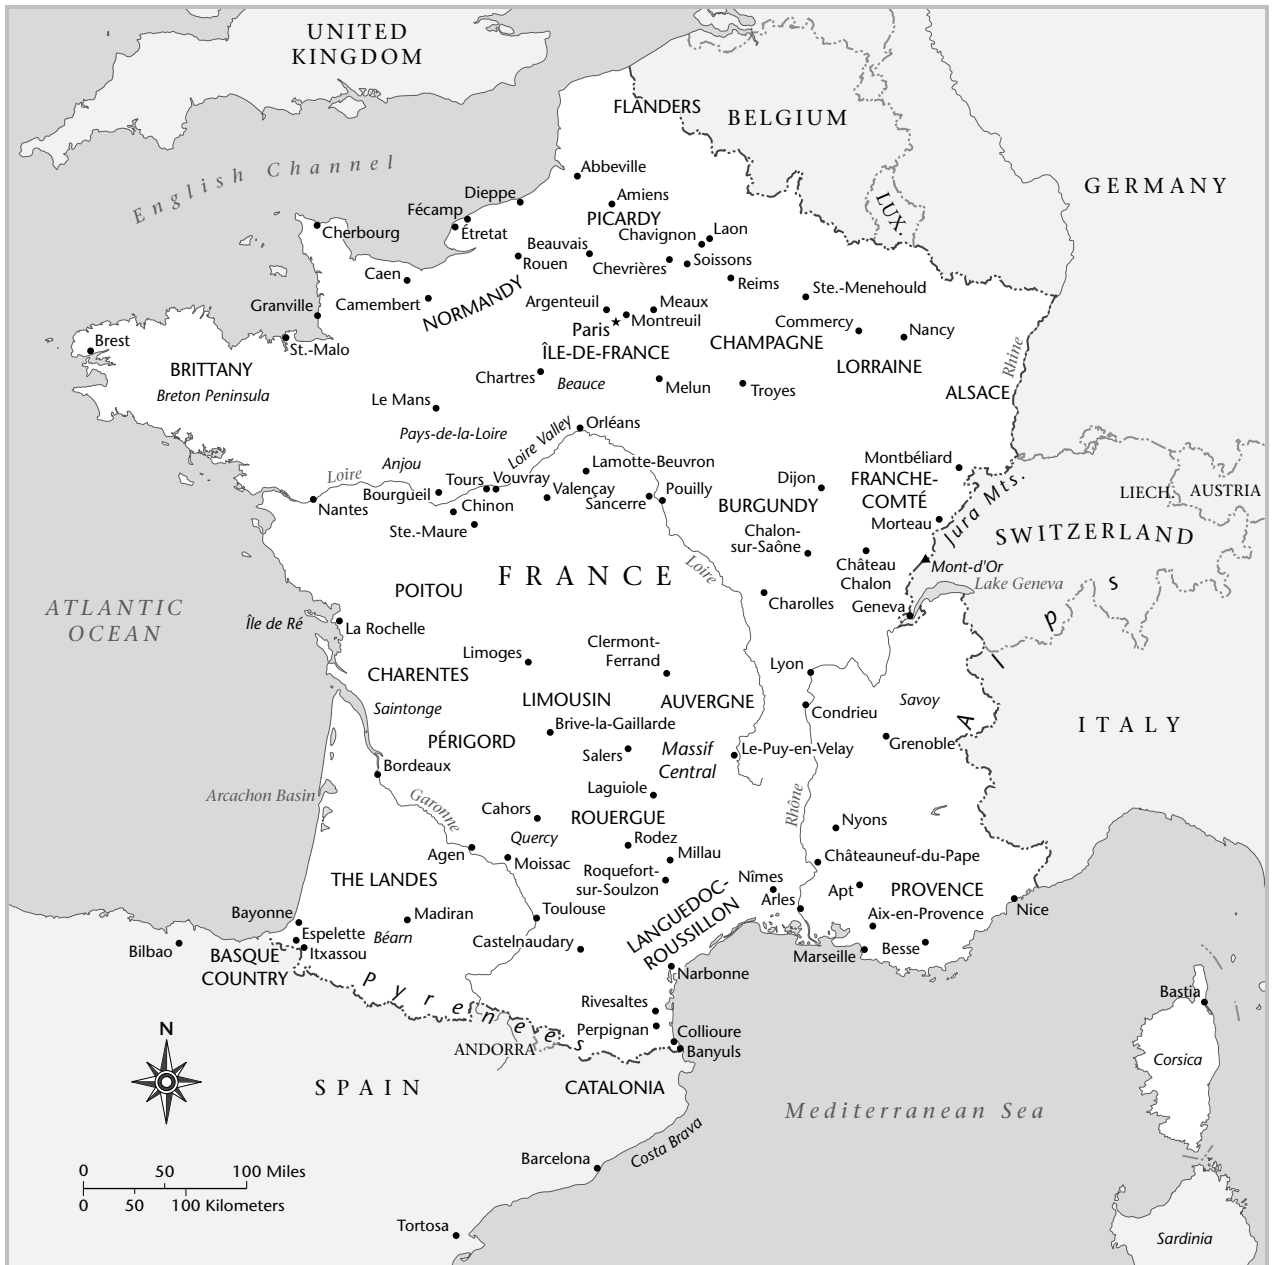 UNITED
KINGDOM
FLANDERS
BELGIUM
English Channel
GERMANY
LUX.
Abbeville
Dieppe
Amiens
Fécamp
PICARDY
Étretat
Cherbourg
Chavignon
Laon
Beauvais
Rouen
Chevrières
Soissons
Caen
Reims
Ste.-Menehould
Camembert
NORMANDY
Granville
Argenteuil
Meaux
Paris
Montreuil
Commercy
Nancy
Brest
St.-Malo
ÎLE-DE-FRANCE
CHAMPAGNE
Rhine
BRITTANY
LORRAINE
Breton Peninsula
Chartres
Beauce
Melun
Troyes
ALSACE
Le Mans
Pays-de-la-Loire
Loire Valley
Orléans
Anjou
Loire
Lamotte-Beuvron
Montbéliard
Tours
Vouvray
Valençay
Dijon
FRANCHE-
COMTÉ
Bourgueil
Sancerre
Pouilly
BURGUNDY
LIECH.
AUSTRIA
Nantes
Chinon
Morteau
Jura Mts.
Ste.-Maure
Chalon-
sur-Saône
SWITZERLAND
FRANCE
Loire
Château
Chalon
Mont-d'Or
POITOU
Lake Geneva
ATLANTIC
OCEAN
Charolles
Geneva
Île de Ré
La Rochelle
Alps
Limoges
Clermont-
Ferrand
Lyon
CHARENTES
LIMOUSIN
AUVERGNE
Savoy
Saintonge
Condrieu
ITALY
Brive-la-Gaillarde
PÉRIGORD
Salers
Massif
Central
Le-Puy-en-Velay
Grenoble
Bordeaux
Arcachon Basin
Garonne
Laguiole
Rhône
Cahors
ROUERGUE
Nyons
Quercy
Rodez
Agen
Moissac
Millau
Châteauneuf-du-Pape
Roquefort-
sur-Soulzon
THE LANDES
Nîmes
Apt
PROVENCE
Arles
LANGUEDOC-
ROUSSILLON
Bayonne
Madiran
Toulouse
Aix-en-Provence
Nice
Espelette
Béarn
Castelnaudary
Bilbao
BASQUE
COUNTRY
Itxassou
Marseille
Besse
Narbonne
Pyrenees
Rivesaltes
Bastia
Perpignan
Collioure
N
ANDORRA
Banyuls
Corsica
SPAIN
CATALONIA
Mediterranean Sea
Costa Brava
Barcelona
0 50 100 Miles
0 50 100 Kilometers
Tortosa
Sardinia